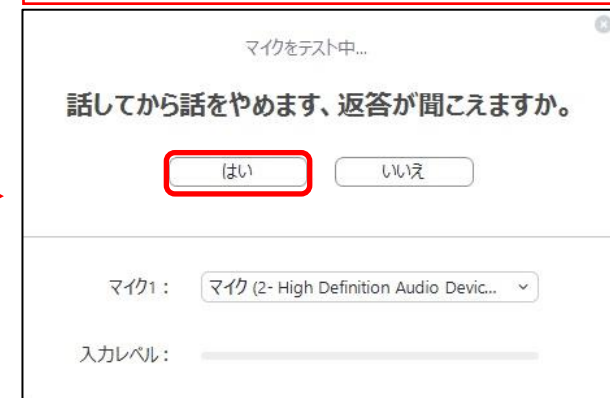 マイクをテスト中...
話してから話をやめます、返答が聞こえますか。
はい いいえ
マイク1： マイク (2- High Definition Audio Devic...
入力レベル：